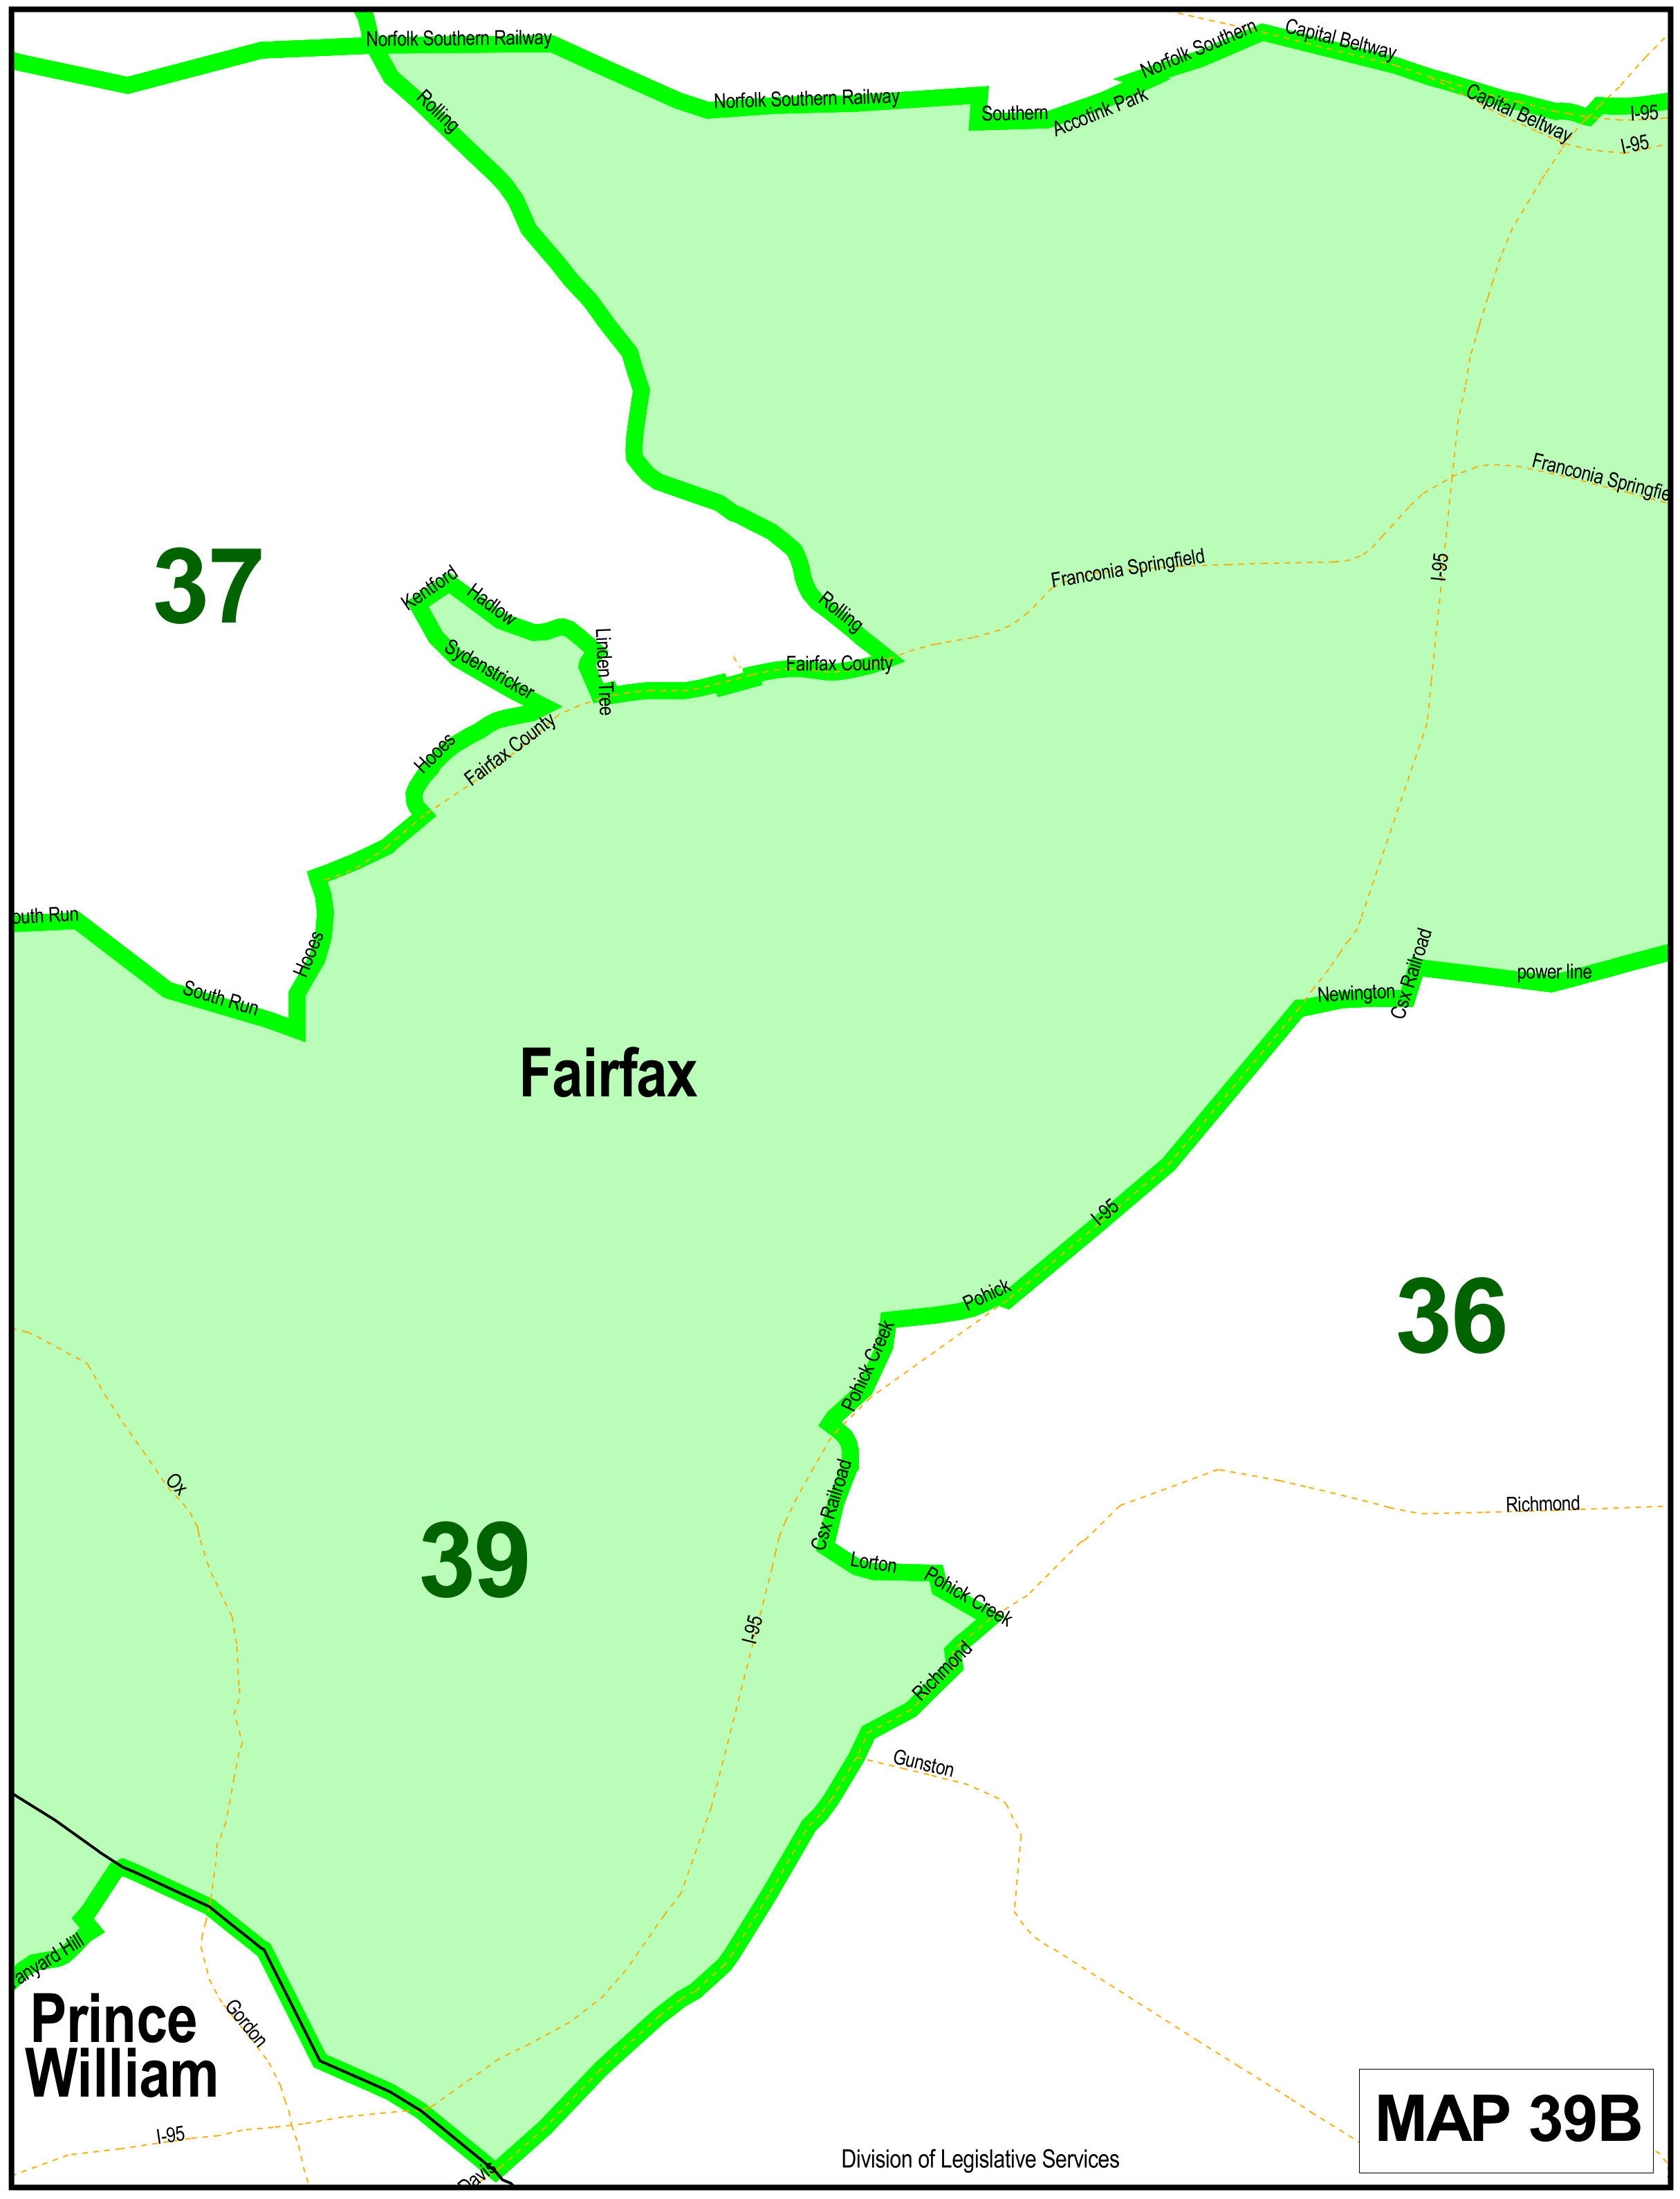 Norfolk Southern Railway
Norfolk Southern
Capital Beltway
Rolling
Norfolk Southern Railway
Southern
Accotink Park
Capital Beltway
I-95
I-95
Franconia Springfie
37
Franconia Springfield
I-95
Kentford
Hadlow
Rolling
Linden Tree
Sydenstricker
Fairfax County
Hooes
Fairfax County
outh Run
Hooes
South Run
Csx Railroad
power line
Newington
Fairfax
I-95
36
Pohick
Pohick Creek
Ox
Csx Railroad
Richmond
39
Lorton
Pohick Creek
I-95
Richmond
Gunston
anyard Hill
Prince
William
Gordon
I-95
MAP 39B
Davis
Division of Legislative Services